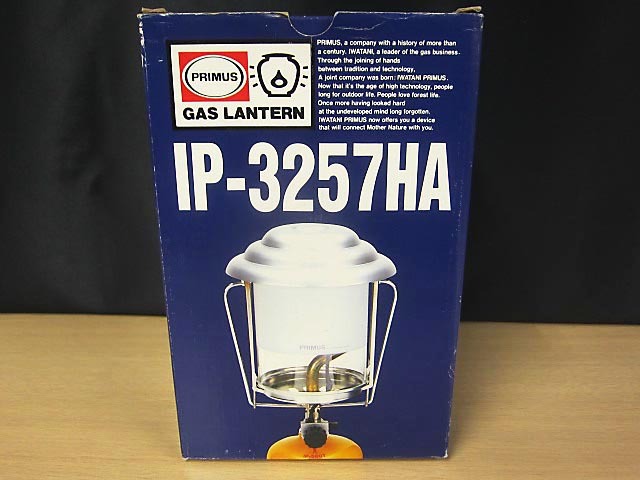 PRIMUS
GAS LANTERN
PRIMUS, a company with a history of more than
a century. IWATANI, a leader of the gas business.
Through the joining of hands
between tradition and technology,
A joint company was born: IWATANI PRIMUS.
Now that it's the age of high technology, people
long for outdoor life. People love forest life.
Once more having looked hard
at the undeveloped mind long forgotten.
IWATANI PRIMUS now offers you a device
that will connect Mother Nature with you.
IP-3257HA
PRIMUS